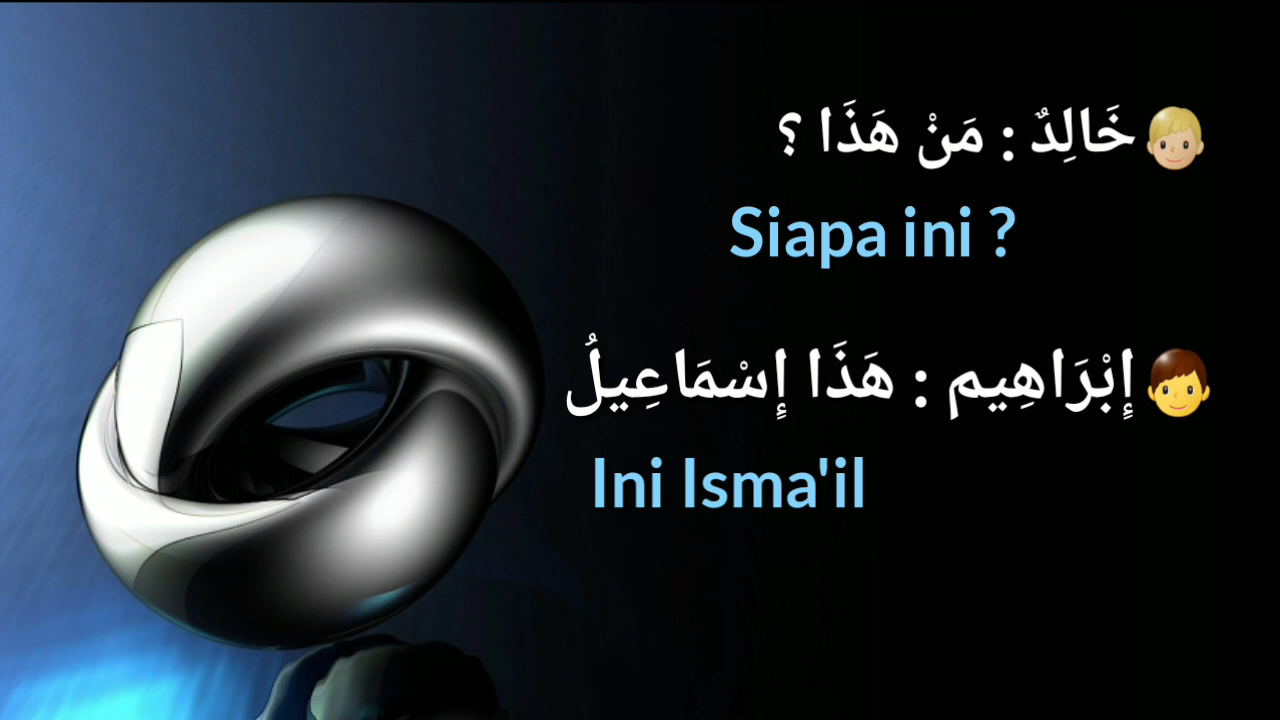 خَالِدٌ : مَنْ هَذَا ؟
Siapa ini ?
إِبْرَاهِيم : هَذَا إِسْمَاعِيلُ
Ini Isma'il